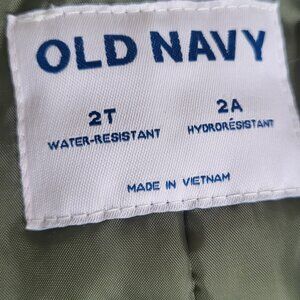 OLD NAVY
2T 2A
WATER-RESISTANT HYDRORÉSISTANT
MADE IN VIETNAM